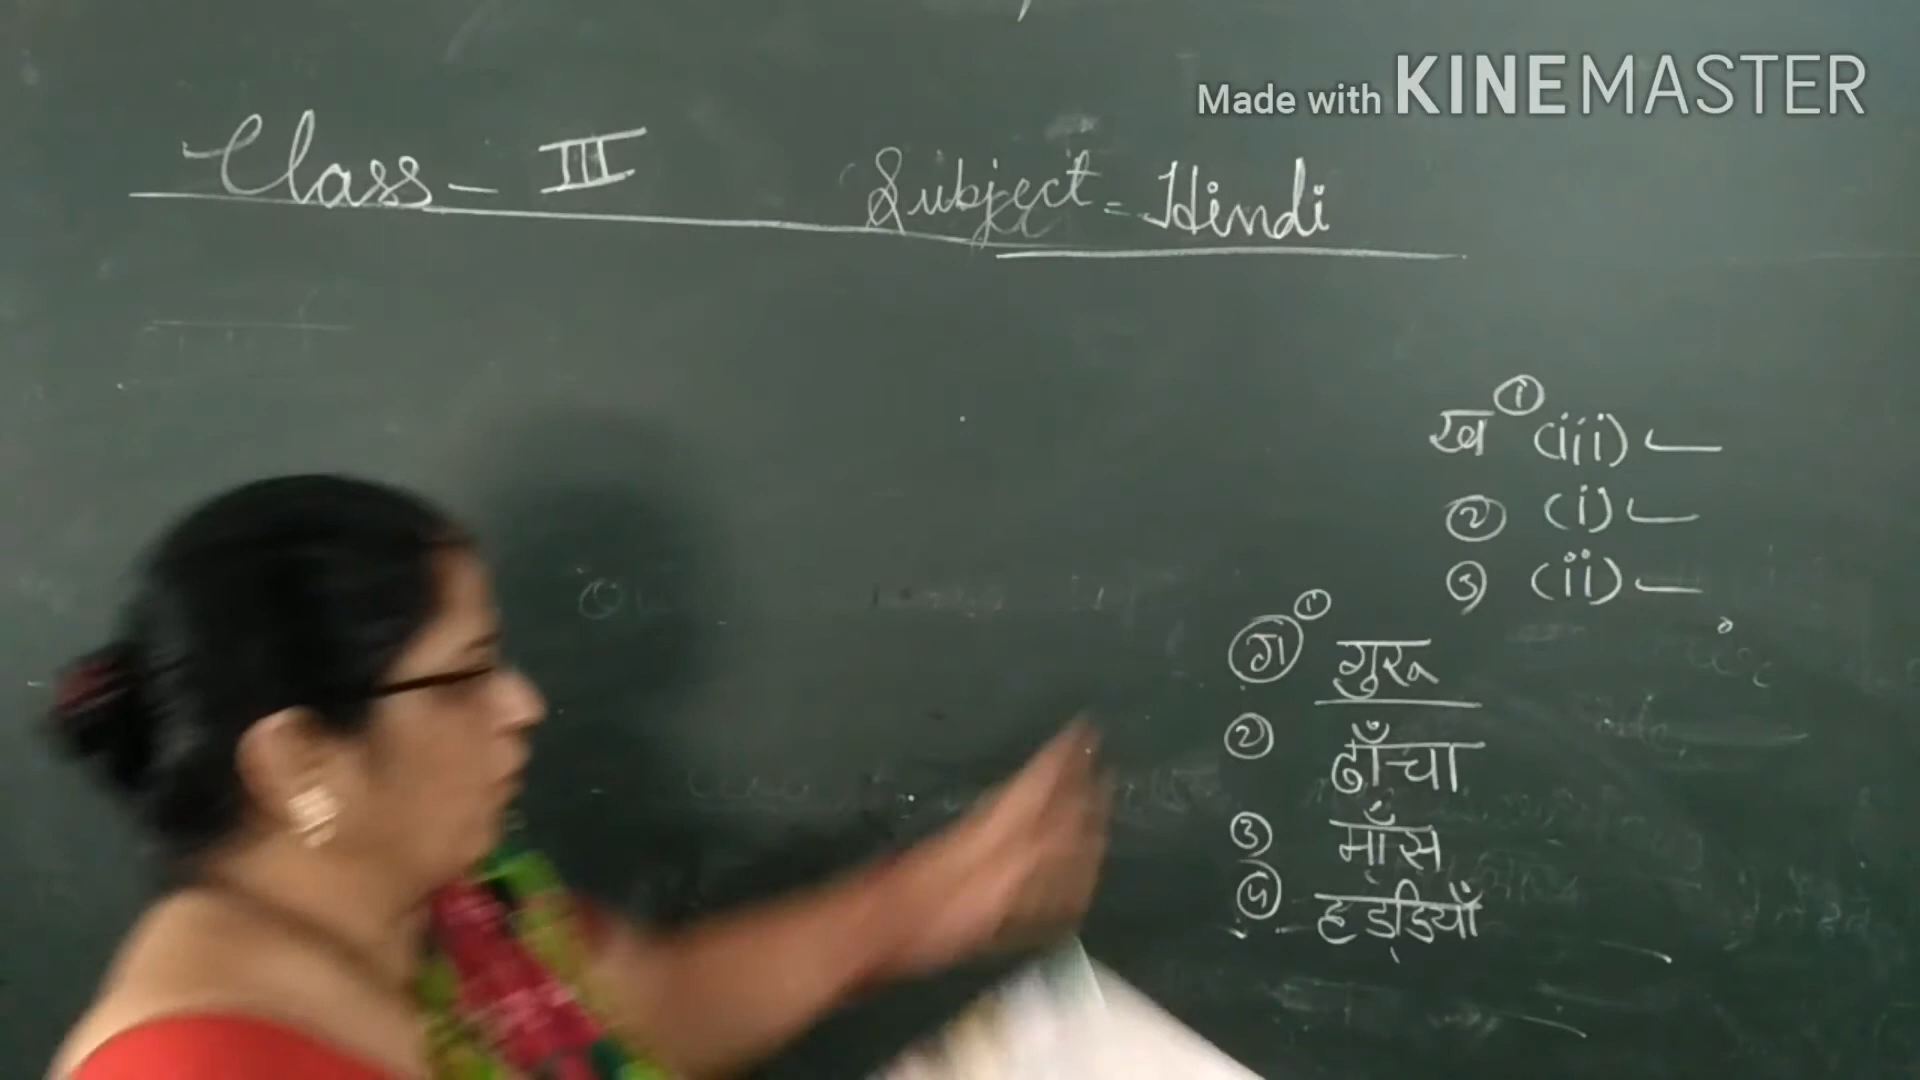 Made with KINEMASTER
Class - III Subject - Hindi
ख ① (iii)
② (i)
③ (ii)
ग ① गुरू
② ढाँचा
③ माँस
④ हड्डियाँ